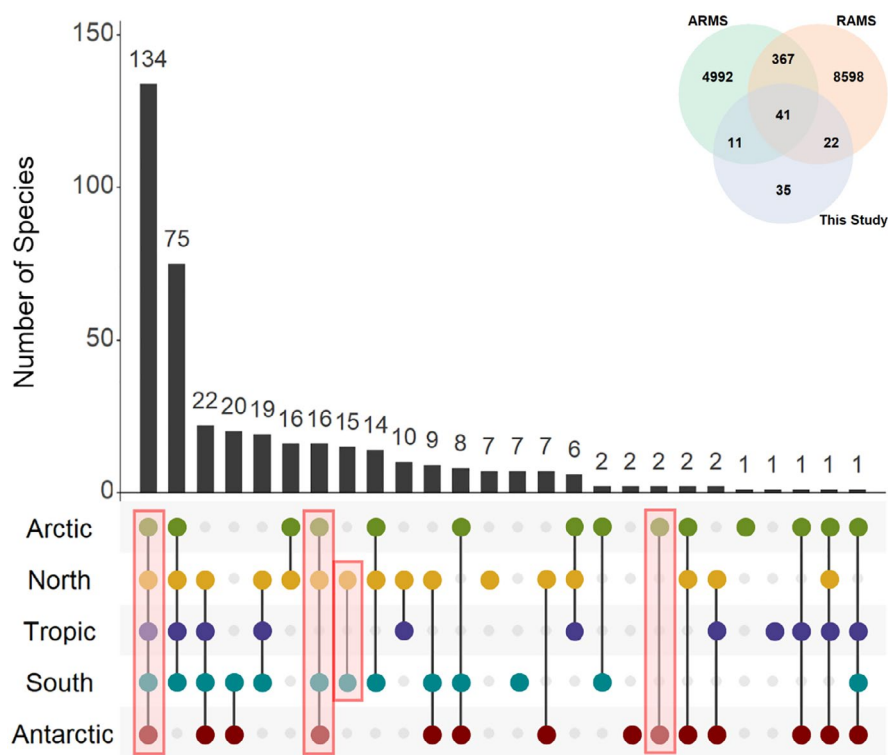 ARMS RAMS
4992 367 8598
41
11 22
35
This Study
Number of Species
150
100
50
0
134 75 22 20 19 16 16 15 14 10 9 8 7 7 7 6 2 2 2 2 2 1 1 1 1 1
Arctic
North
Tropic
South
Antarctic